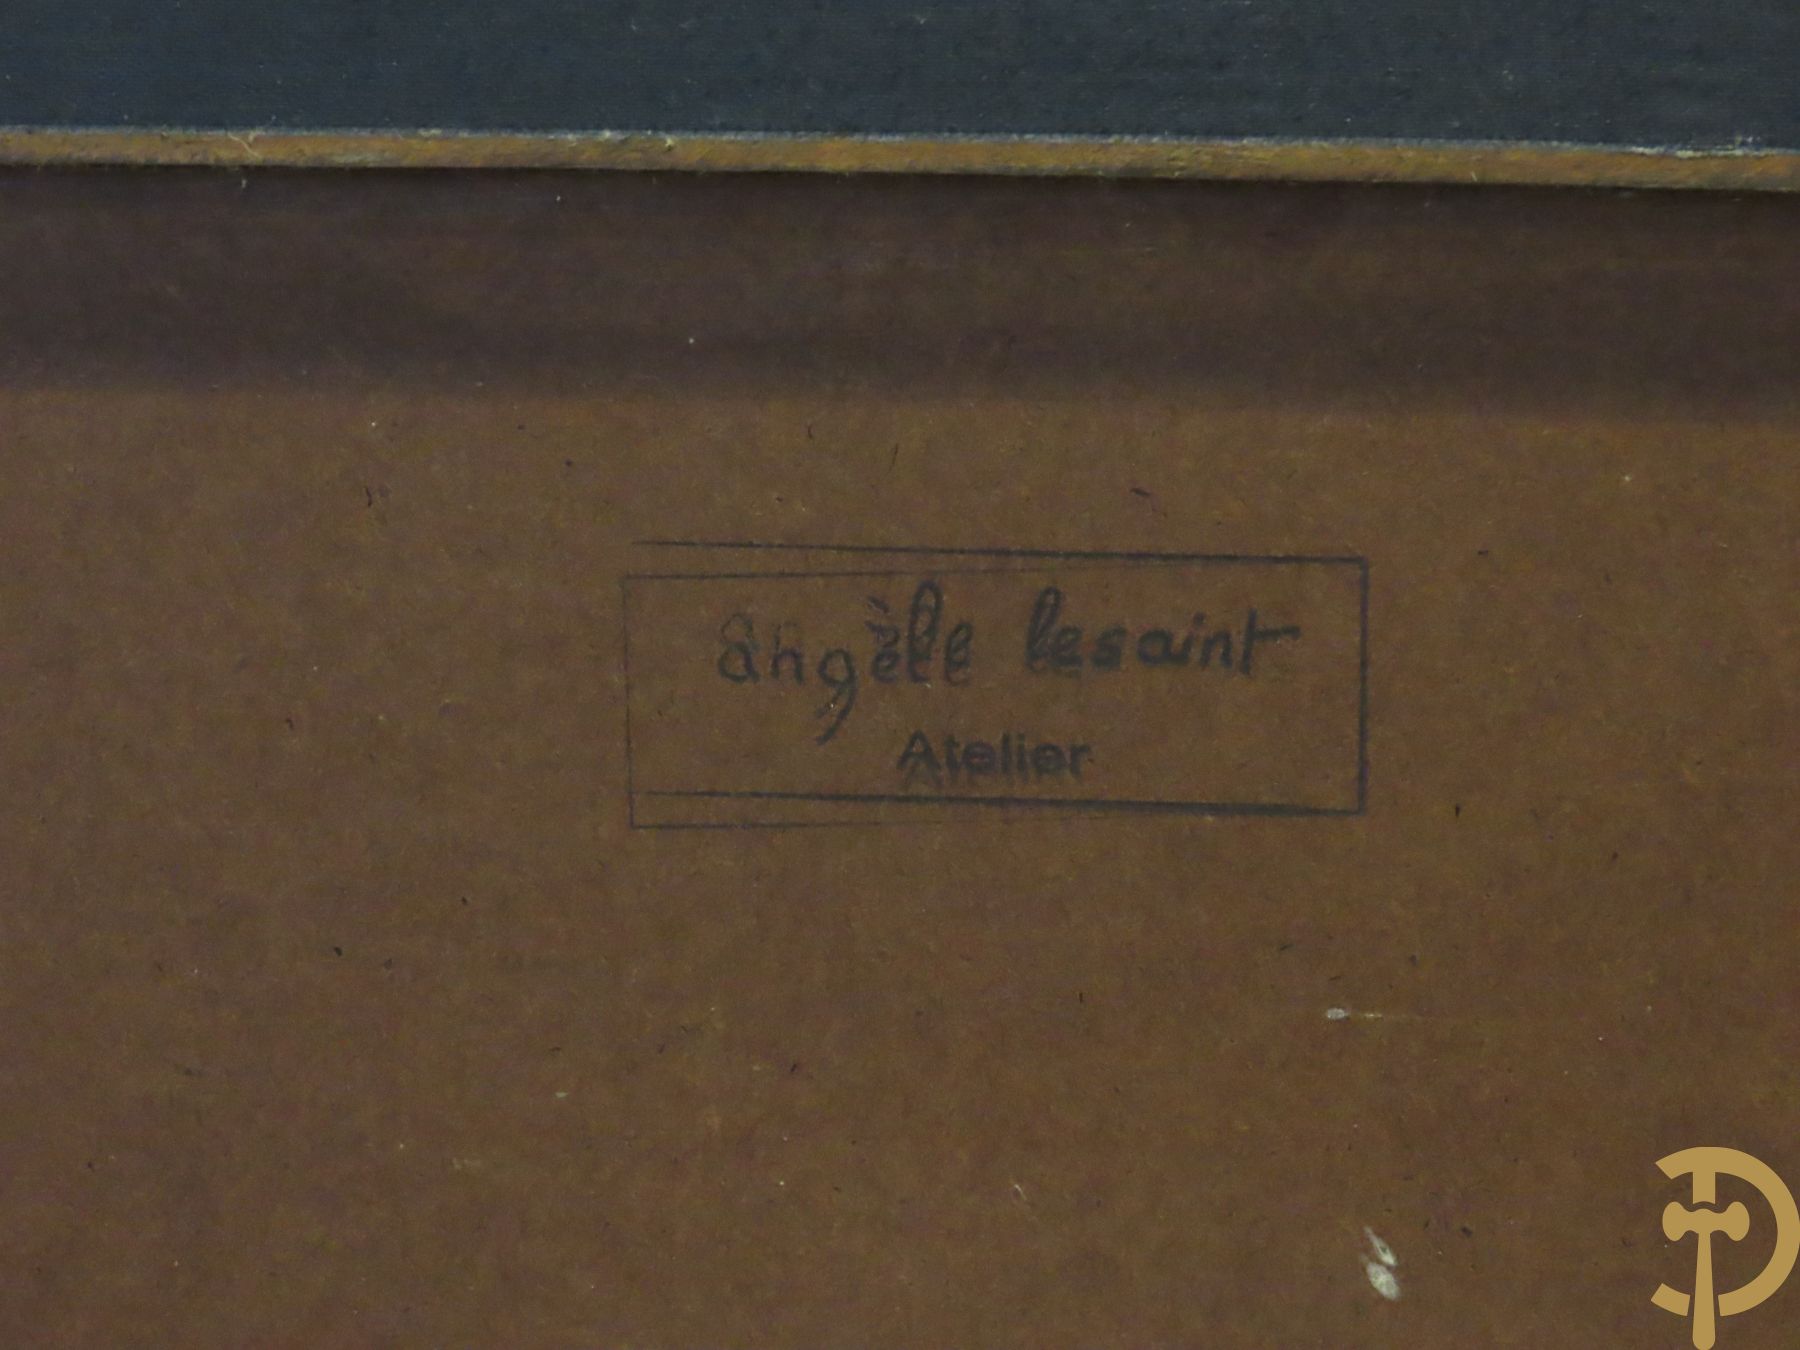 angèle lesaint
Atelier